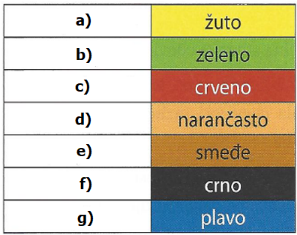 a) žuto
b) zeleno
c) crveno
d) narančasto
e) smeđe
f) crno
g) plavo